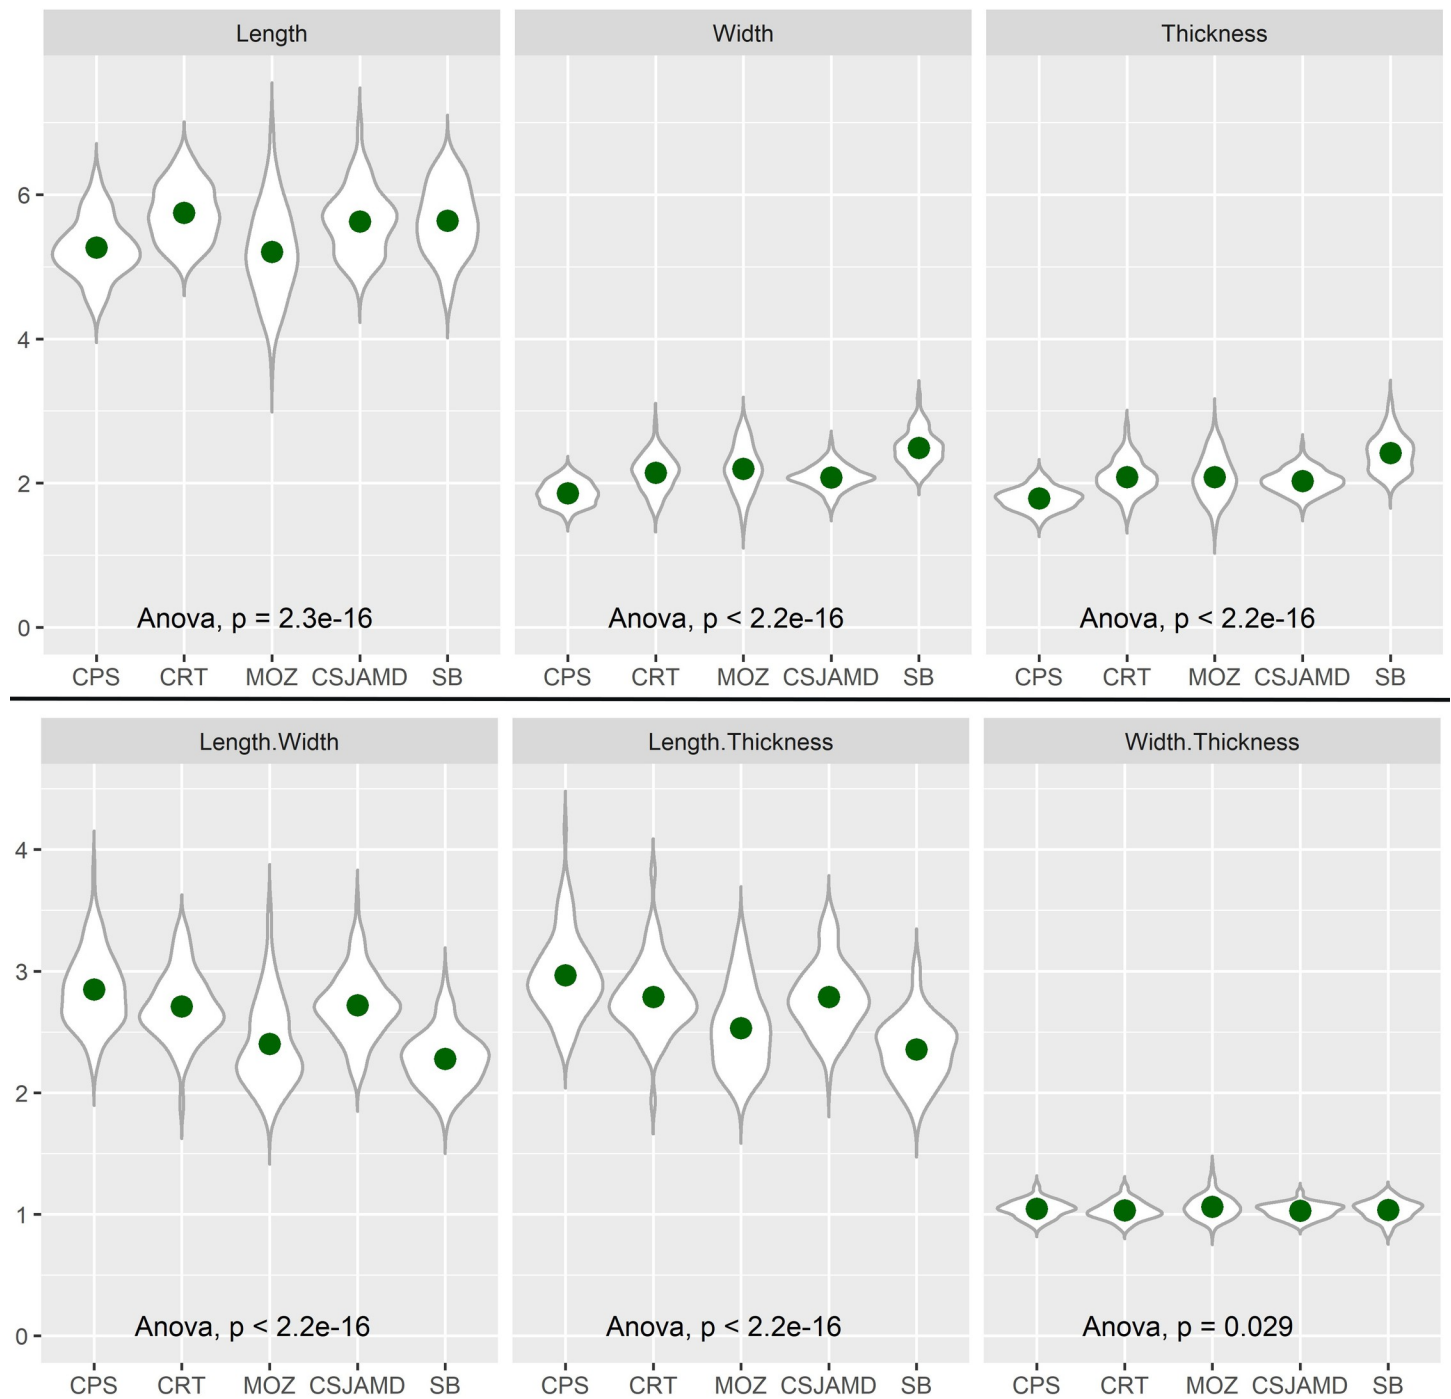 Length Width Thickness
6
4
2
0
Anova, p = 2.3e-16 Anova, p < 2.2e-16 Anova, p < 2.2e-16
CPS CRT MOZ CSJAMD SB CPS CRT MOZ CSJAMD SB CPS CRT MOZ CSJAMD SB
Length.Width Length.Thickness Width.Thickness
4
3
2
1
0
Anova, p < 2.2e-16 Anova, p < 2.2e-16 Anova, p = 0.029
CPS CRT MOZ CSJAMD SB CPS CRT MOZ CSJAMD SB CPS CRT MOZ CSJAMD SB